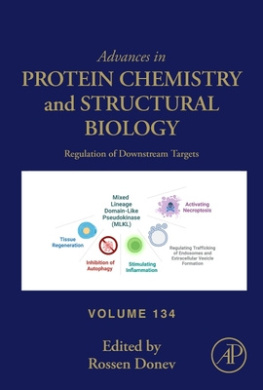 Advances in
PROTEIN CHEMISTRY
and STRUCTURAL
BIOLOGY
Regulation of Downstream Targets
Mixed
Lineage
Domain-Like
Pseudokinase
(MLKL)
Activating
Necroptosis
Tissue
Regeneration
Inhibition of
Autophagy
Stimulating
Inflammation
Regulating Trafficking
of Endosomes and
Extracellular Vesicle
Formation
VOLUME 134
Edited by
Rossen Donev
AP